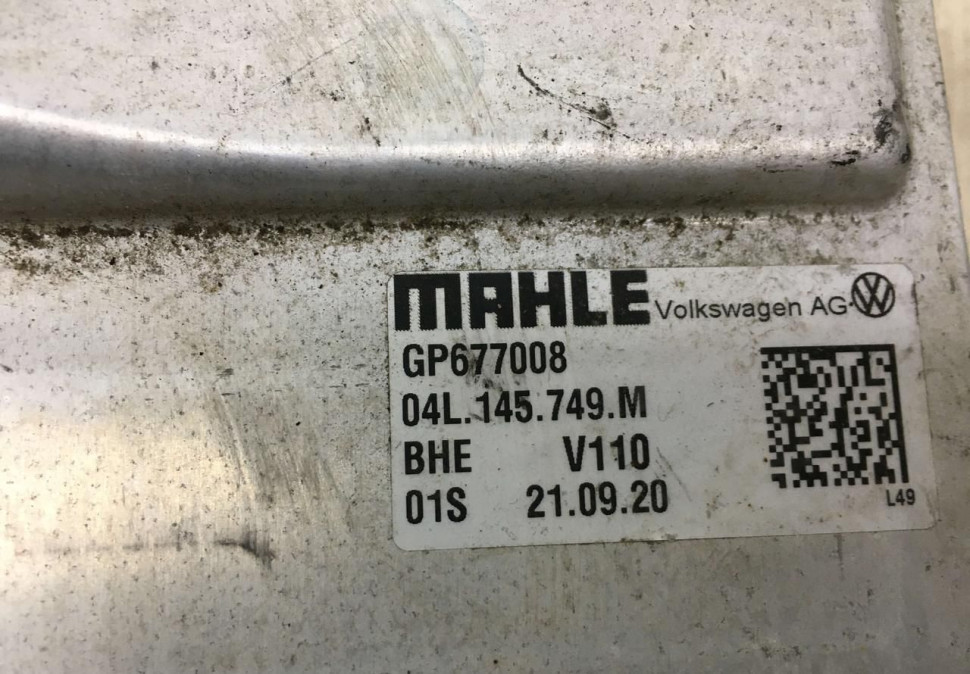 MAHLE Volkswagen AG
GP677008
04L.145.749.M
BHE V110
01S 21.09.20
L49